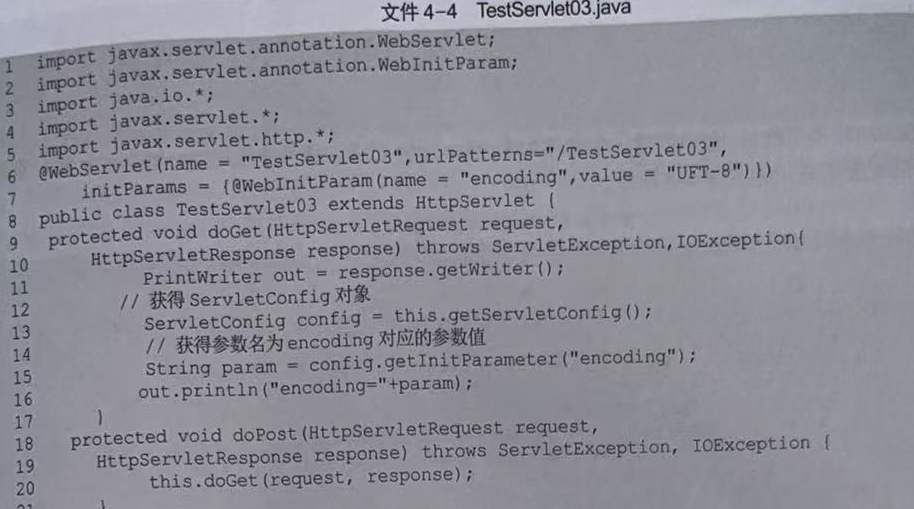 文件 4-4 TestServlet03.java
1 import javax.servlet.annotation.WebServlet;
2 import javax.servlet.annotation.WebInitParam;
3 import java.io.*;
4 import javax.servlet.*;
5 import javax.servlet.http.*;
6 @WebServlet(name = "TestServlet03",urlPatterns="/TestServlet03",
7 initParams = {@WebInitParam(name = "encoding",value = "UFT-8")})
8 public class TestServlet03 extends HttpServlet {
9 protected void doGet(HttpServletRequest request,
10 HttpServletResponse response) throws ServletException,IOException{
11 PrintWriter out = response.getWriter();
12 // 获得 ServletConfig 对象
13 ServletConfig config = this.getServletConfig();
14 // 获得参数名为 encoding 对应的参数值
15 String param = config.getInitParameter("encoding");
16 out.println("encoding="+param);
17 }
18 protected void doPost(HttpServletRequest request,
19 HttpServletResponse response) throws ServletException, IOException {
20 this.doGet(request, response);
21 }